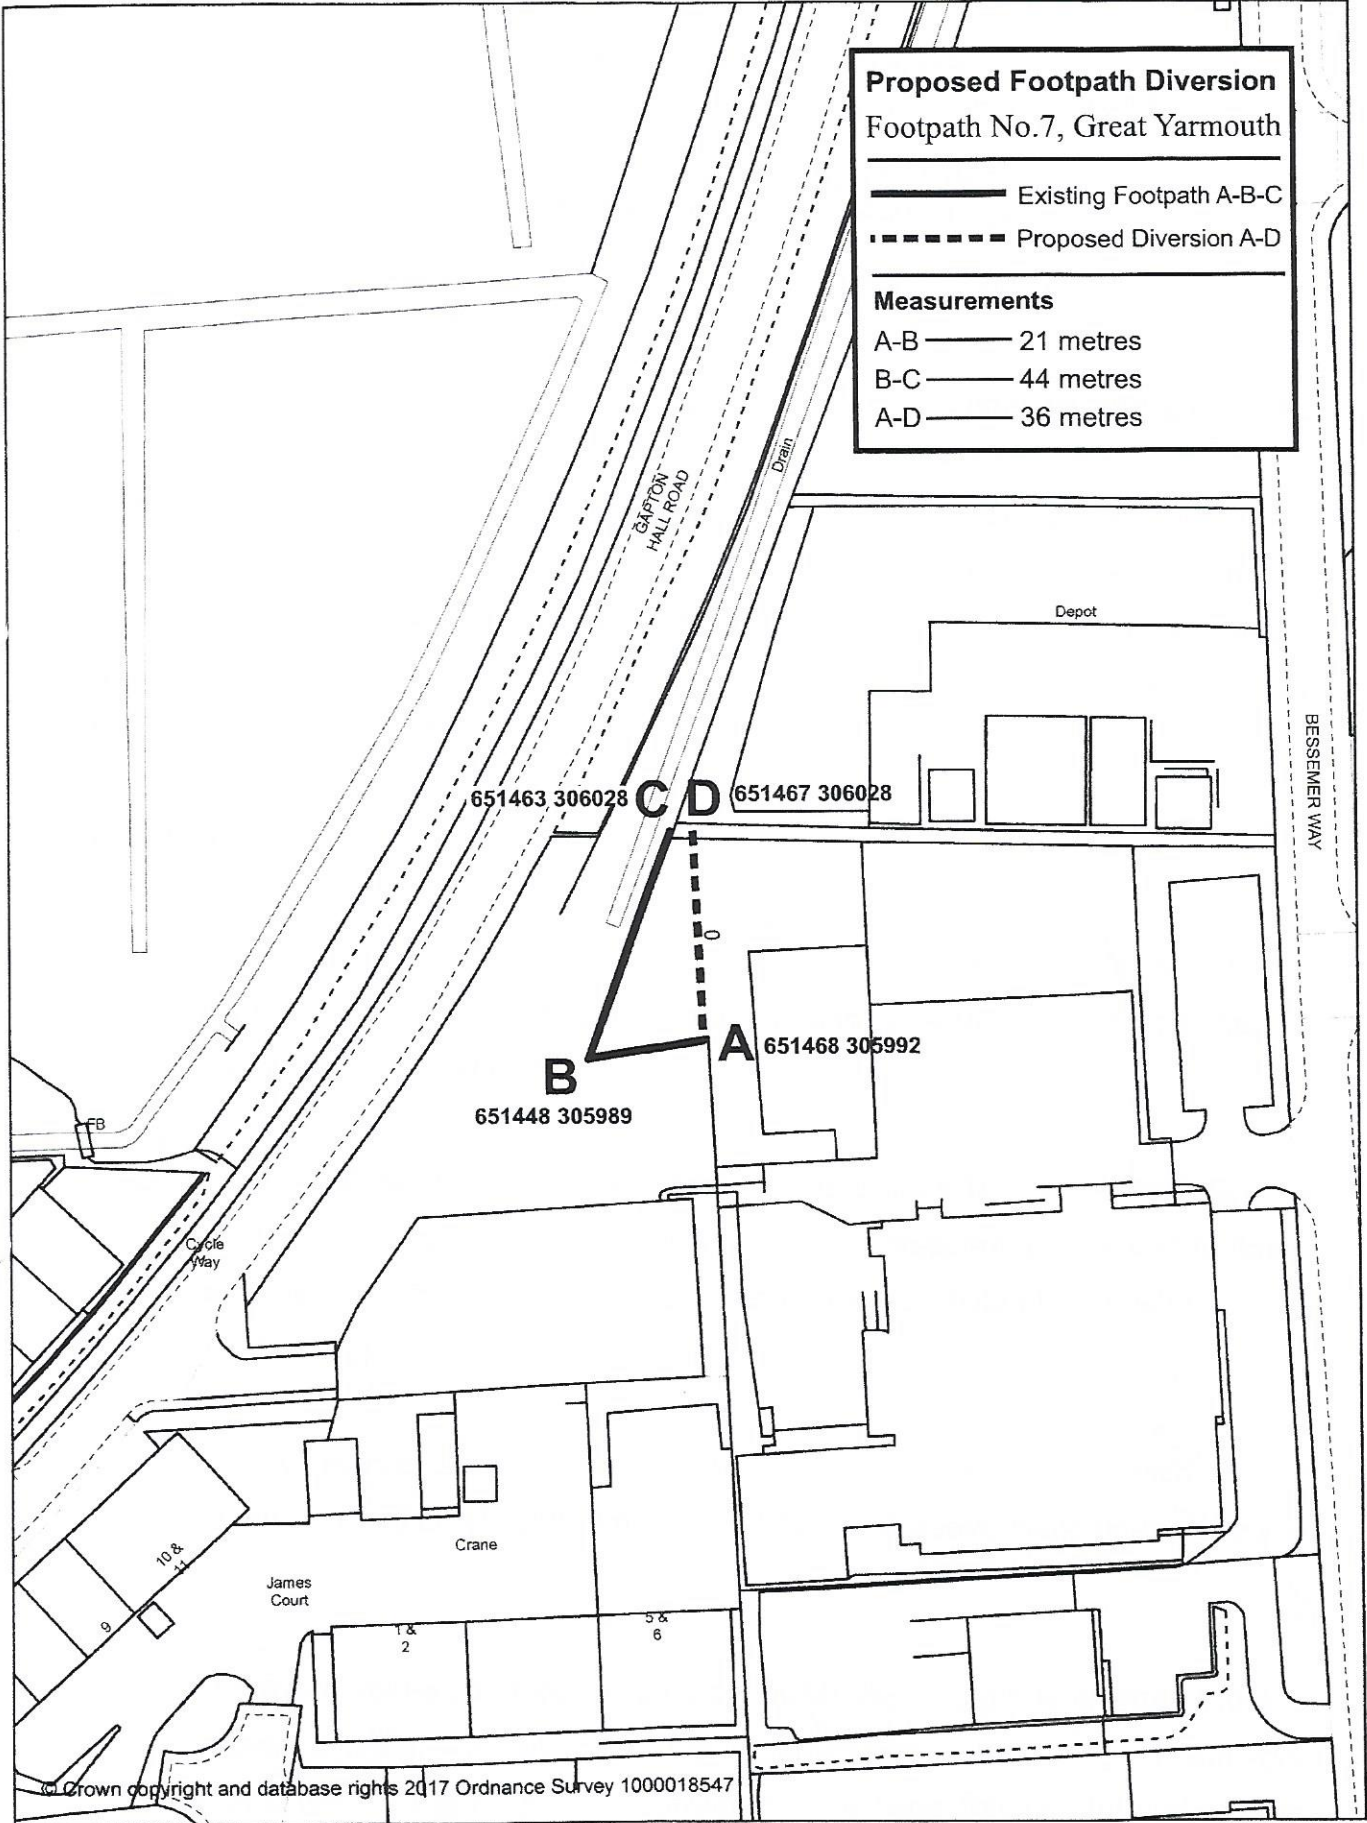 Proposed Footpath Diversion
Footpath No.7, Great Yarmouth
Existing Footpath A-B-C
Proposed Diversion A-D
Measurements
A-B 21 metres
B-C 44 metres
A-D 36 metres
Drain
GAPTON
HALL ROAD
Depot
BESSEMER WAY
651463 306028 C D 651467 306028
0
A 651468 305992
B
651448 305989
FB
Cycle
Way
Crane
10 &
11
James
Court
9
1 &
2
5 &
6
© Crown copyright and database rights 2017 Ordnance Survey 1000018547